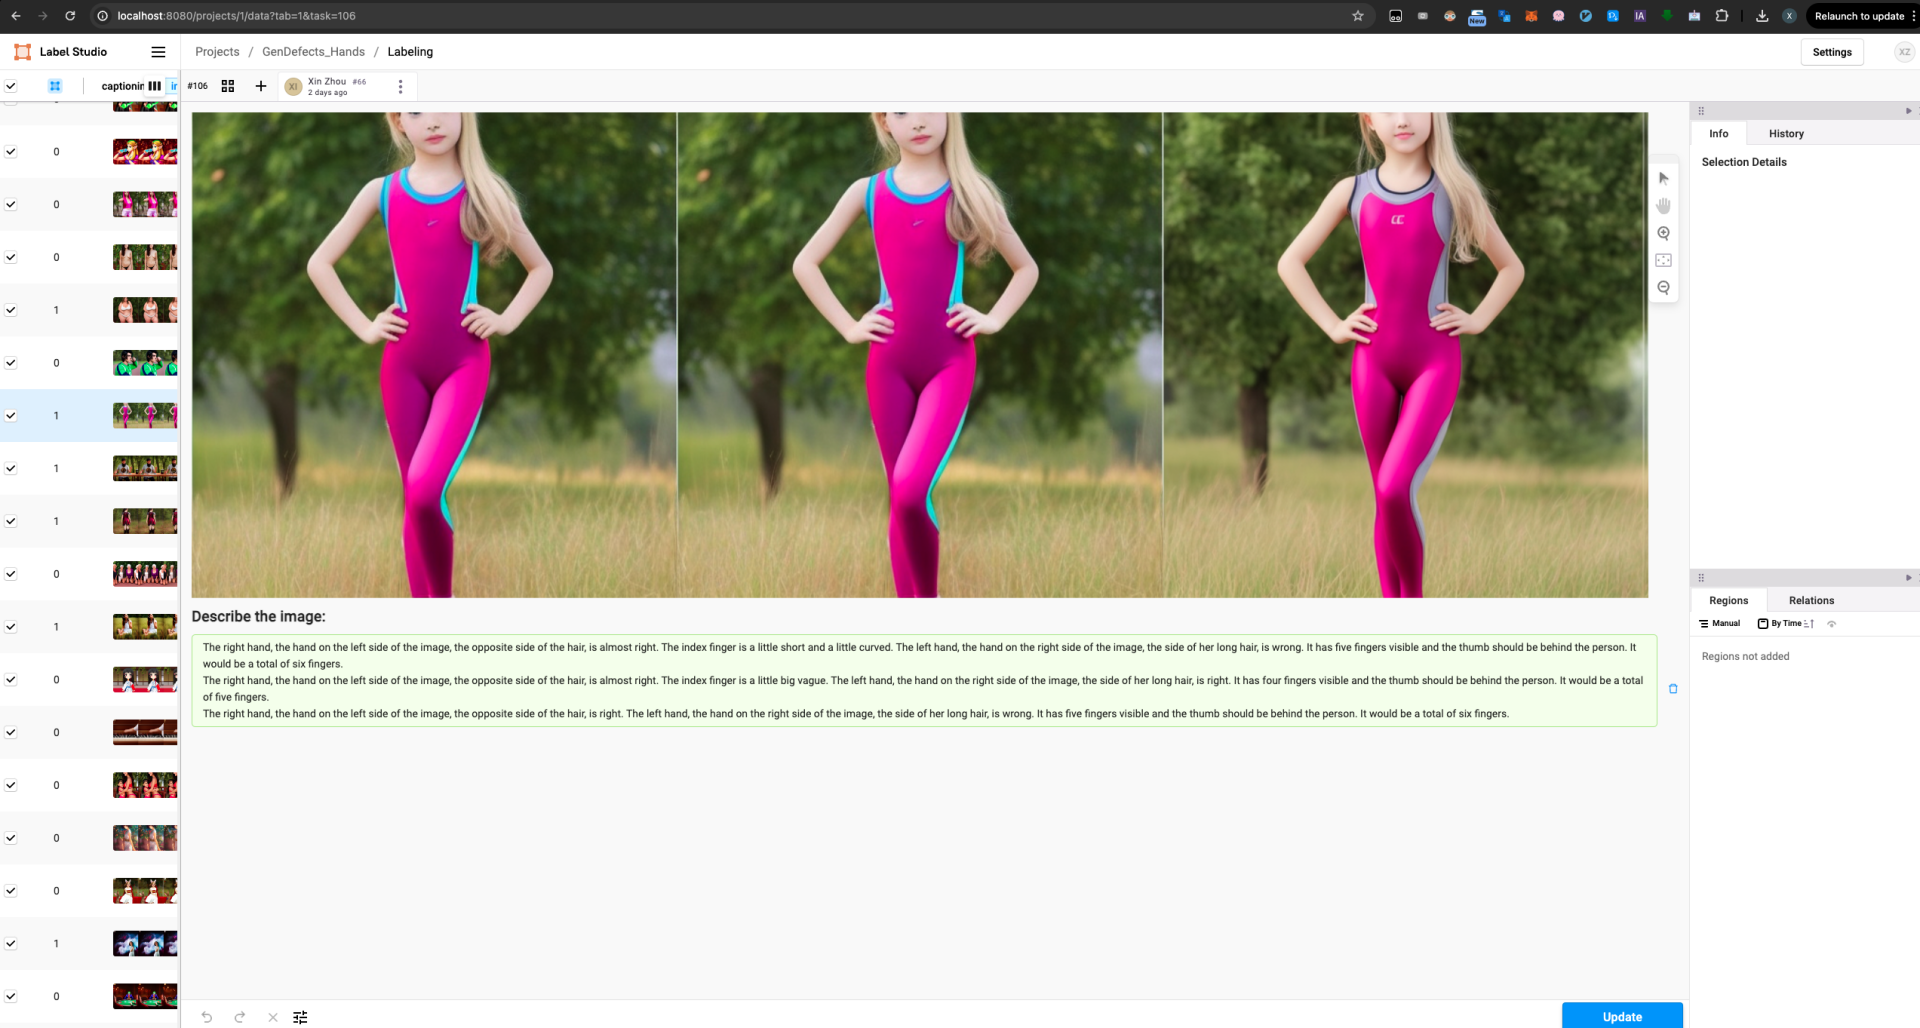 localhost:8080/projects/1/data?tab=1&task=106
New
IA
X
Relaunch to update
Label Studio
Projects / GenDefects_Hands / Labeling
Settings
XZ
captionin
ir
#106
XI
Xin Zhou #66
2 days ago
0
0
0
1
0
1
1
1
0
1
0
0
0
0
0
1
0
Describe the image:
The right hand, the hand on the left side of the image, the opposite side of the hair, is almost right. The index finger is a little short and a little curved. The left hand, the hand on the right side of the image, the side of her long hair, is wrong. It has five fingers visible and the thumb should be behind the person. It
would be a total of six fingers.
The right hand, the hand on the left side of the image, the opposite side of the hair, is almost right. The index finger is a little big vague. The left hand, the hand on the right side of the image, the side of her long hair, is right. It has four fingers visible and the thumb should be behind the person. It would be a total
of five fingers.
The right hand, the hand on the left side of the image, the opposite side of the hair, is right. The left hand, the hand on the right side of the image, the side of her long hair, is wrong. It has five fingers visible and the thumb should be behind the person. It would be a total of six fingers.
Info
History
Selection Details
Regions
Relations
Manual
By Time
Regions not added
Update